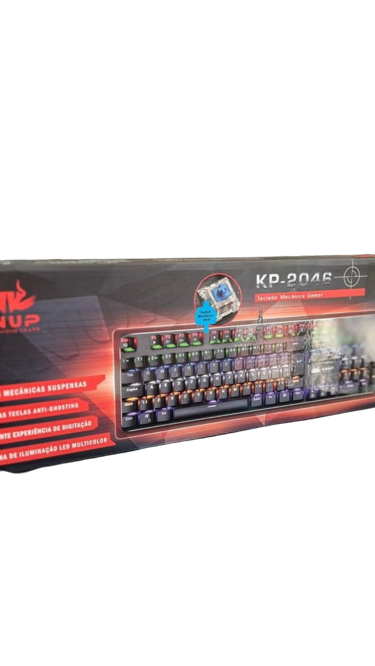 NUP
KP-2046
Teclado Mecânico Gamer
MECÂNICAS SUSPENSAS
AS TECLAS ANTI-GHOSTING
NTE EXPERIÊNCIA DE DIGITAÇÃO
MA DE ILUMINAÇÃO LED MULTICOLOR